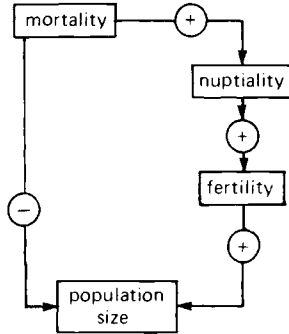 mortality
+
nuptiality
+
fertility
−
+
population
size